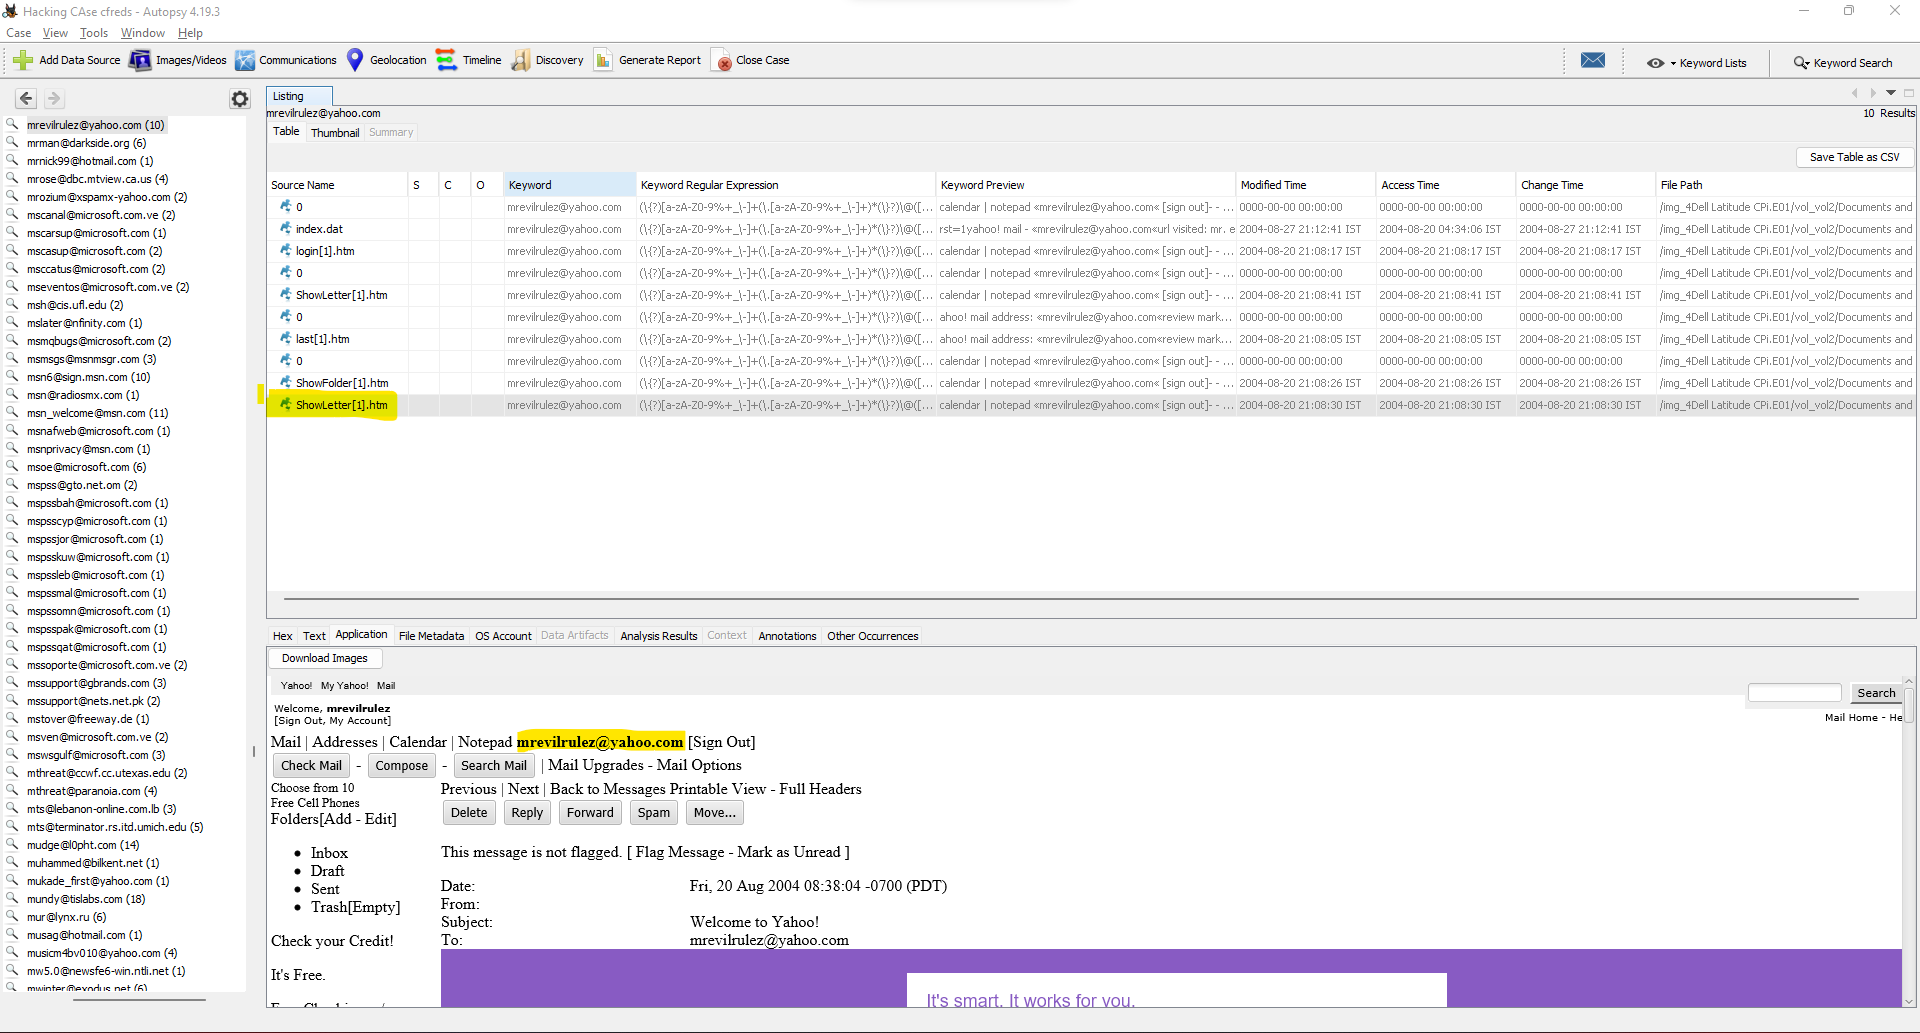 Hacking CAse cfreds - Autopsy 4.19.3
Case View Tools Window Help
Add Data Source Images/Videos Communications Geolocation Timeline Discovery Generate Report Close Case Keyword Lists Keyword Search
Listing
mrevilrulez@yahoo.com 10 Results
Table Thumbnail Summary
Save Table as CSV
Source Name S C O Keyword Keyword Regular Expression Keyword Preview Modified Time Access Time Change Time File Path
0 mrevilrulez@yahoo.com (\{?)[a-zA-Z0-9%+_\-]+(\.[a-zA-Z0-9%+_\-]+)*(\}?)\@([... calendar | notepad «mrevilrulez@yahoo.com« [sign out]- - ... 0000-00-00 00:00:00 0000-00-00 00:00:00 0000-00-00 00:00:00 /img_4Dell Latitude CPi.E01/vol_vol2/Documents and
index.dat mrevilrulez@yahoo.com (\{?)[a-zA-Z0-9%+_\-]+(\.[a-zA-Z0-9%+_\-]+)*(\}?)\@([... rst=1yahoo! mail - «mrevilrulez@yahoo.com«url visited: mr. e 2004-08-27 21:12:41 IST 2004-08-20 04:34:06 IST 2004-08-27 21:12:41 IST /img_4Dell Latitude CPi.E01/vol_vol2/Documents and
login[1].htm mrevilrulez@yahoo.com (\{?)[a-zA-Z0-9%+_\-]+(\.[a-zA-Z0-9%+_\-]+)*(\}?)\@([... calendar | notepad «mrevilrulez@yahoo.com« [sign out]- - ... 2004-08-20 21:08:17 IST 2004-08-20 21:08:17 IST 2004-08-20 21:08:17 IST /img_4Dell Latitude CPi.E01/vol_vol2/Documents and
0 mrevilrulez@yahoo.com (\{?)[a-zA-Z0-9%+_\-]+(\.[a-zA-Z0-9%+_\-]+)*(\}?)\@([... calendar | notepad «mrevilrulez@yahoo.com« [sign out]- - ... 0000-00-00 00:00:00 0000-00-00 00:00:00 0000-00-00 00:00:00 /img_4Dell Latitude CPi.E01/vol_vol2/Documents and
ShowLetter[1].htm mrevilrulez@yahoo.com (\{?)[a-zA-Z0-9%+_\-]+(\.[a-zA-Z0-9%+_\-]+)*(\}?)\@([... calendar | notepad «mrevilrulez@yahoo.com« [sign out]- - ... 2004-08-20 21:08:41 IST 2004-08-20 21:08:41 IST 2004-08-20 21:08:41 IST /img_4Dell Latitude CPi.E01/vol_vol2/Documents and
0 mrevilrulez@yahoo.com (\{?)[a-zA-Z0-9%+_\-]+(\.[a-zA-Z0-9%+_\-]+)*(\}?)\@([... ahoo! mail address: «mrevilrulez@yahoo.com«review mark... 0000-00-00 00:00:00 0000-00-00 00:00:00 0000-00-00 00:00:00 /img_4Dell Latitude CPi.E01/vol_vol2/Documents and
last[1].htm mrevilrulez@yahoo.com (\{?)[a-zA-Z0-9%+_\-]+(\.[a-zA-Z0-9%+_\-]+)*(\}?)\@([... ahoo! mail address: «mrevilrulez@yahoo.com«review mark... 2004-08-20 21:08:05 IST 2004-08-20 21:08:05 IST 2004-08-20 21:08:05 IST /img_4Dell Latitude CPi.E01/vol_vol2/Documents and
0 mrevilrulez@yahoo.com (\{?)[a-zA-Z0-9%+_\-]+(\.[a-zA-Z0-9%+_\-]+)*(\}?)\@([... calendar | notepad «mrevilrulez@yahoo.com« [sign out]- - ... 0000-00-00 00:00:00 0000-00-00 00:00:00 0000-00-00 00:00:00 /img_4Dell Latitude CPi.E01/vol_vol2/Documents and
ShowFolder[1].htm mrevilrulez@yahoo.com (\{?)[a-zA-Z0-9%+_\-]+(\.[a-zA-Z0-9%+_\-]+)*(\}?)\@([... calendar | notepad «mrevilrulez@yahoo.com« [sign out]- - ... 2004-08-20 21:08:26 IST 2004-08-20 21:08:26 IST 2004-08-20 21:08:26 IST /img_4Dell Latitude CPi.E01/vol_vol2/Documents and
ShowLetter[1].htm mrevilrulez@yahoo.com (\{?)[a-zA-Z0-9%+_\-]+(\.[a-zA-Z0-9%+_\-]+)*(\}?)\@([... calendar | notepad «mrevilrulez@yahoo.com« [sign out]- - ... 2004-08-20 21:08:30 IST 2004-08-20 21:08:30 IST 2004-08-20 21:08:30 IST /img_4Dell Latitude CPi.E01/vol_vol2/Documents and
mrevilrulez@yahoo.com (10)
mrman@darkside.org (6)
mrnick99@hotmail.com (1)
mrose@dbc.mtview.ca.us (4)
mrozium@xspamx-yahoo.com (2)
mscanal@microsoft.com.ve (2)
mscarsup@microsoft.com (1)
mscasup@microsoft.com (2)
msccatus@microsoft.com (2)
mseventos@microsoft.com.ve (2)
msh@cis.ufl.edu (2)
mslater@nfinity.com (1)
msmqbugs@microsoft.com (2)
msmsgs@msnmsgr.com (3)
msn6@sign.msn.com (10)
msn@radiosmx.com (1)
msn_welcome@msn.com (11)
msnafweb@microsoft.com (1)
msnprivacy@msn.com (1)
msoe@microsoft.com (6)
mspss@gto.net.om (2)
mspssbah@microsoft.com (1)
mspsscyp@microsoft.com (1)
mspssjor@microsoft.com (1)
mspsskuw@microsoft.com (1)
mspssleb@microsoft.com (1)
mspssmal@microsoft.com (1)
mspssomn@microsoft.com (1)
mspsspak@microsoft.com (1)
mspssqat@microsoft.com (1)
mssoporte@microsoft.com.ve (2)
mssupport@gbrands.com (3)
mssupport@nets.net.pk (2)
mstover@freeway.de (1)
msven@microsoft.com.ve (2)
mswsgulf@microsoft.com (3)
mthreat@ccwf.cc.utexas.edu (2)
mthreat@paranoia.com (4)
mts@lebanon-online.com.lb (3)
mts@terminator.rs.itd.umich.edu (5)
mudge@l0pht.com (14)
muhammed@bilkent.net (1)
mukade_first@yahoo.com (1)
mundy@tislabs.com (18)
mur@lynx.ru (6)
musag@hotmail.com (1)
musicm4bv010@yahoo.com (4)
mw5.0@newsfe6-win.ntli.net (1)
mwinter@exodus.net (6)
Hex Text Application File Metadata OS Account Data Artifacts Analysis Results Context Annotations Other Occurrences
Download Images
Yahoo! My Yahoo! Mail
Search
Welcome, mrevilrulez
[Sign Out, My Account]
Mail Home - He
Mail | Addresses | Calendar | Notepad mrevilrulez@yahoo.com [Sign Out]
Check Mail - Compose - Search Mail | Mail Upgrades - Mail Options
Choose from 10
Free Cell Phones
Folders[Add - Edit]
Inbox
Draft
Sent
Trash[Empty]
Check your Credit!
It's Free.
Previous | Next | Back to Messages Printable View - Full Headers
Delete Reply Forward Spam Move...
This message is not flagged. [ Flag Message - Mark as Unread ]
Date: Fri, 20 Aug 2004 08:38:04 -0700 (PDT)
From:
Subject: Welcome to Yahoo!
To: mrevilrulez@yahoo.com
It's smart. It works for you.